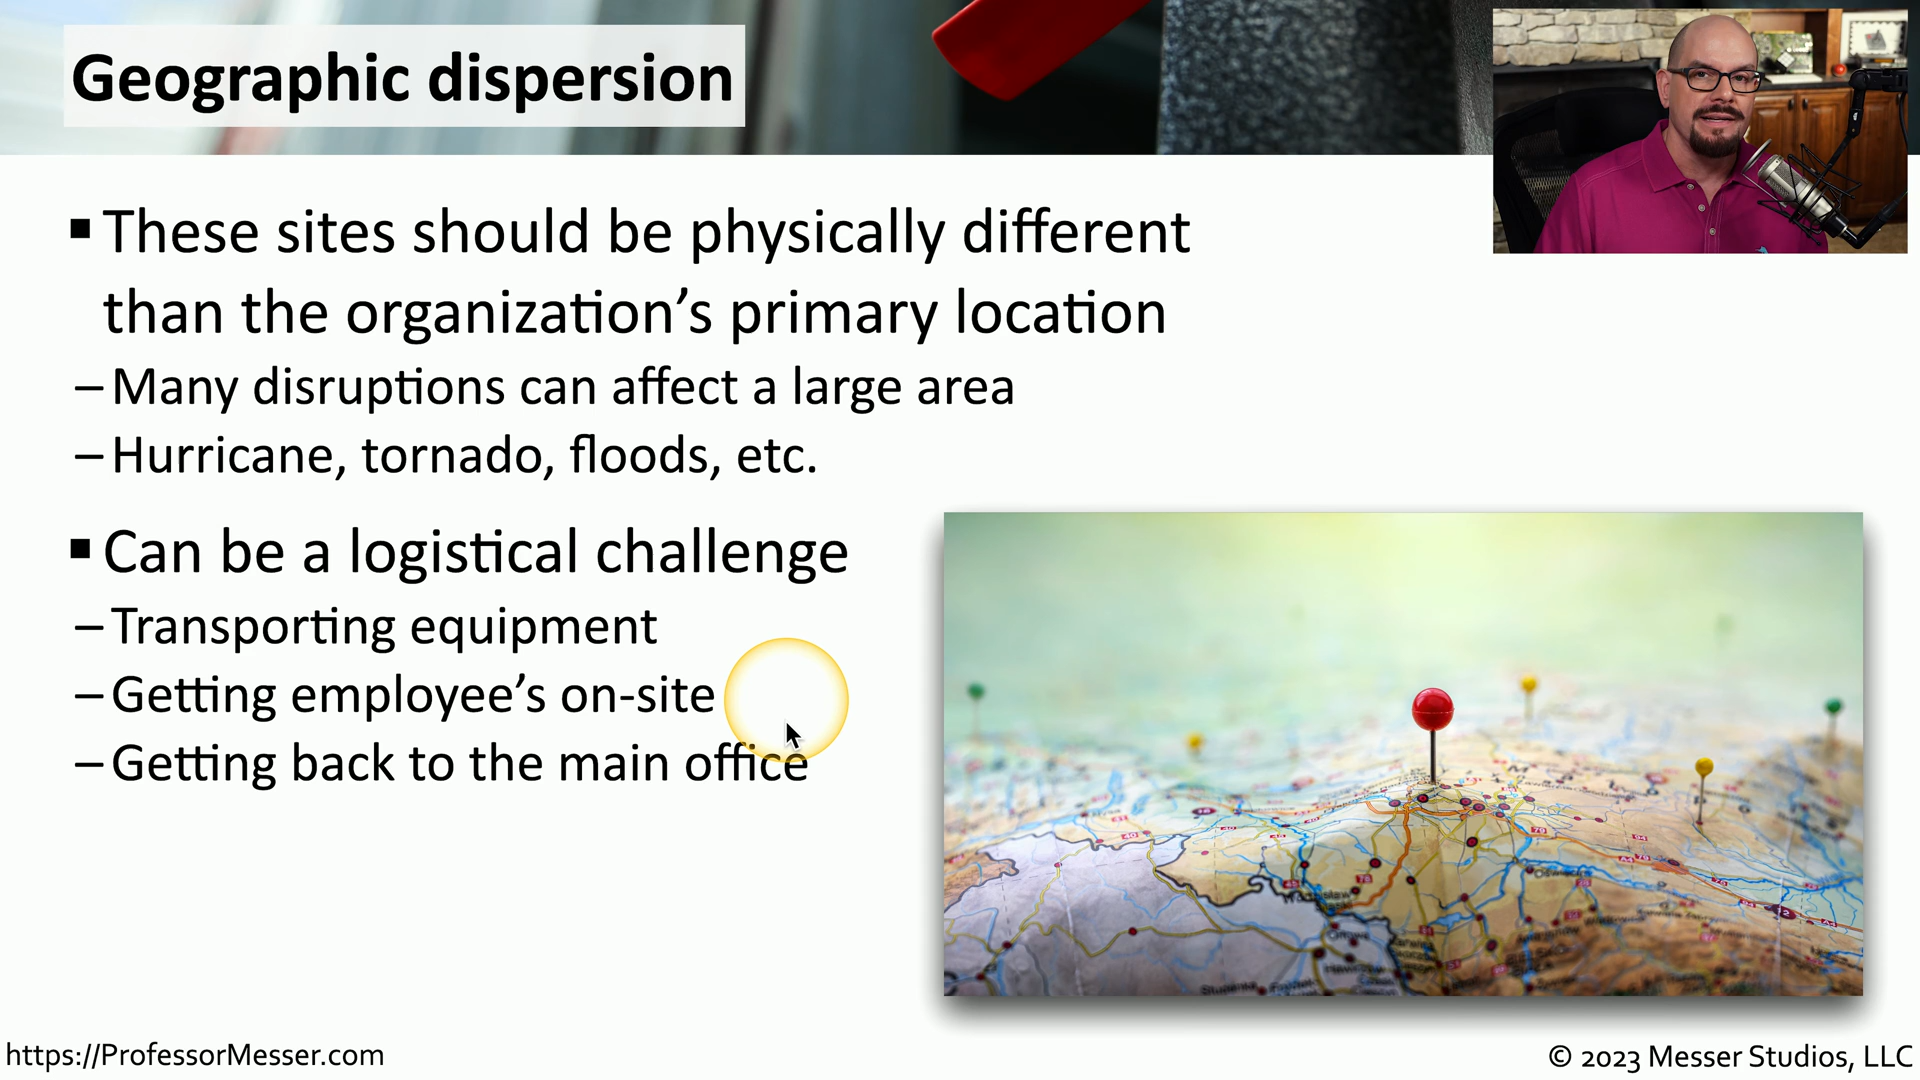 Geographic dispersion
▪ These sites should be physically different
than the organization’s primary location
– Many disruptions can affect a large area
– Hurricane, tornado, floods, etc.
▪ Can be a logistical challenge
– Transporting equipment
– Getting employee’s on-site
– Getting back to the main office
https://ProfessorMesser.com
© 2023 Messer Studios, LLC